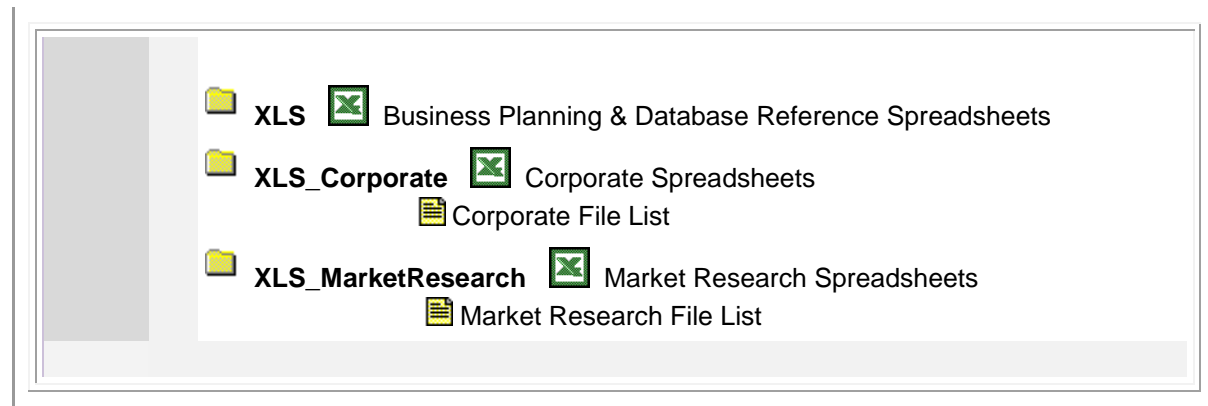 XLS Business Planning & Database Reference Spreadsheets
XLS_Corporate Corporate Spreadsheets
Corporate File List
XLS_MarketResearch Market Research Spreadsheets
Market Research File List